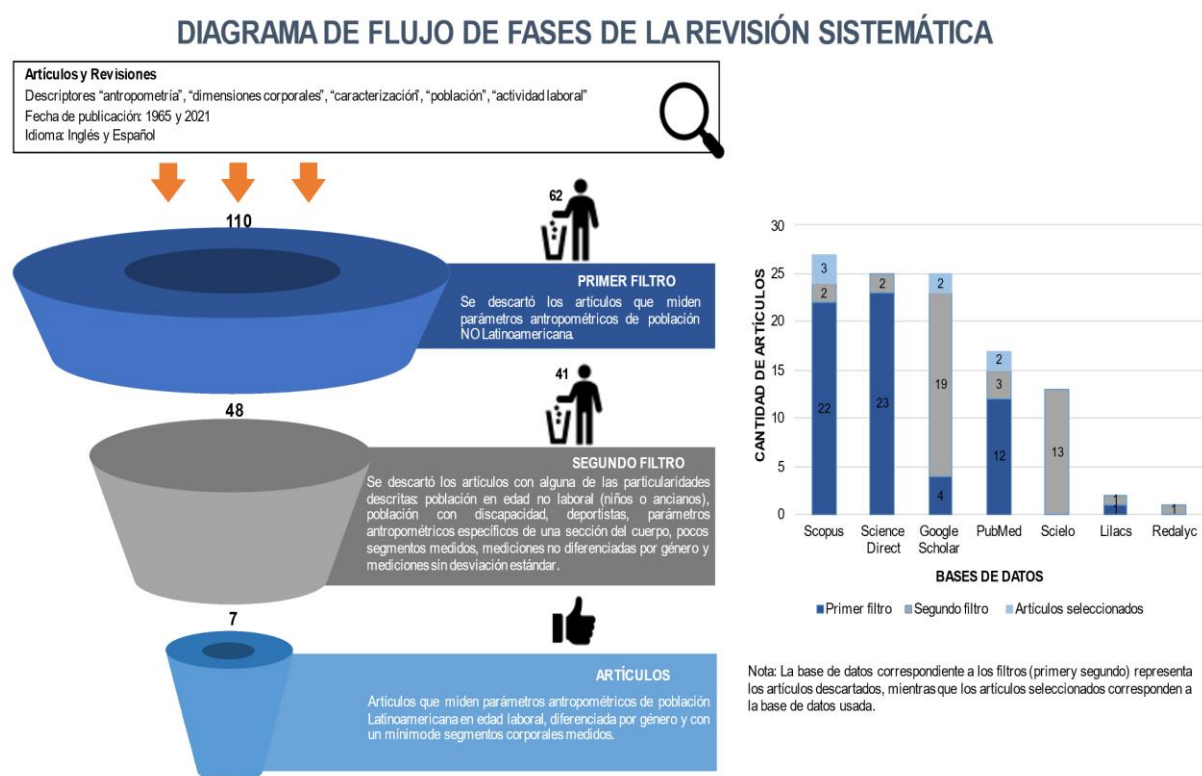 DIAGRAMA DE FLUJO DE FASES DE LA REVISIÓN SISTEMÁTICA
Artículos y Revisiones
Descriptores "antropometría", "dimensiones corporales", "caracterización", "población", "actividad laboral"
Fecha de publicación: 1965 y 2021
Idioma: Inglés y Español
110
62
PRIMER FILTRO
Se descartó los artículos que miden
parámetros antropométricos de población
NO Latinoamericana.
48
41
SEGUNDO FILTRO
Se descartó los artículos con alguna de las particularidades
descritas: población en edad no laboral (niños o ancianos),
población con discapacidad, deportistas, parámetros
antropométricos específicos de una sección del cuerpo, pocos
segmentos medidos, mediciones no diferenciadas por género y
mediciones sin desviación estándar.
7
ARTÍCULOS
Artículos que miden parámetros antropométricos de población
Latinoamericana en edad laboral, diferenciada por género y con
un mínimo de segmentos corporales medidos.
CANTIDAD DE ARTÍCULOS
30
25
20
15
10
5
0
3
2
22
2
23
2
19
4
2
3
12
13
1
1
1
Scopus
Science
Direct
Google
Scholar
PubMed
Scielo
Lilacs
Redalyc
BASES DE DATOS
Primer filtro
Segundo filtro
Artículos seleccionados
Nota: La base de datos correspondiente a los filtros (primer y segundo) representa
los artículos descartados, mientras que los artículos seleccionados corresponden a
la base de datos usada.